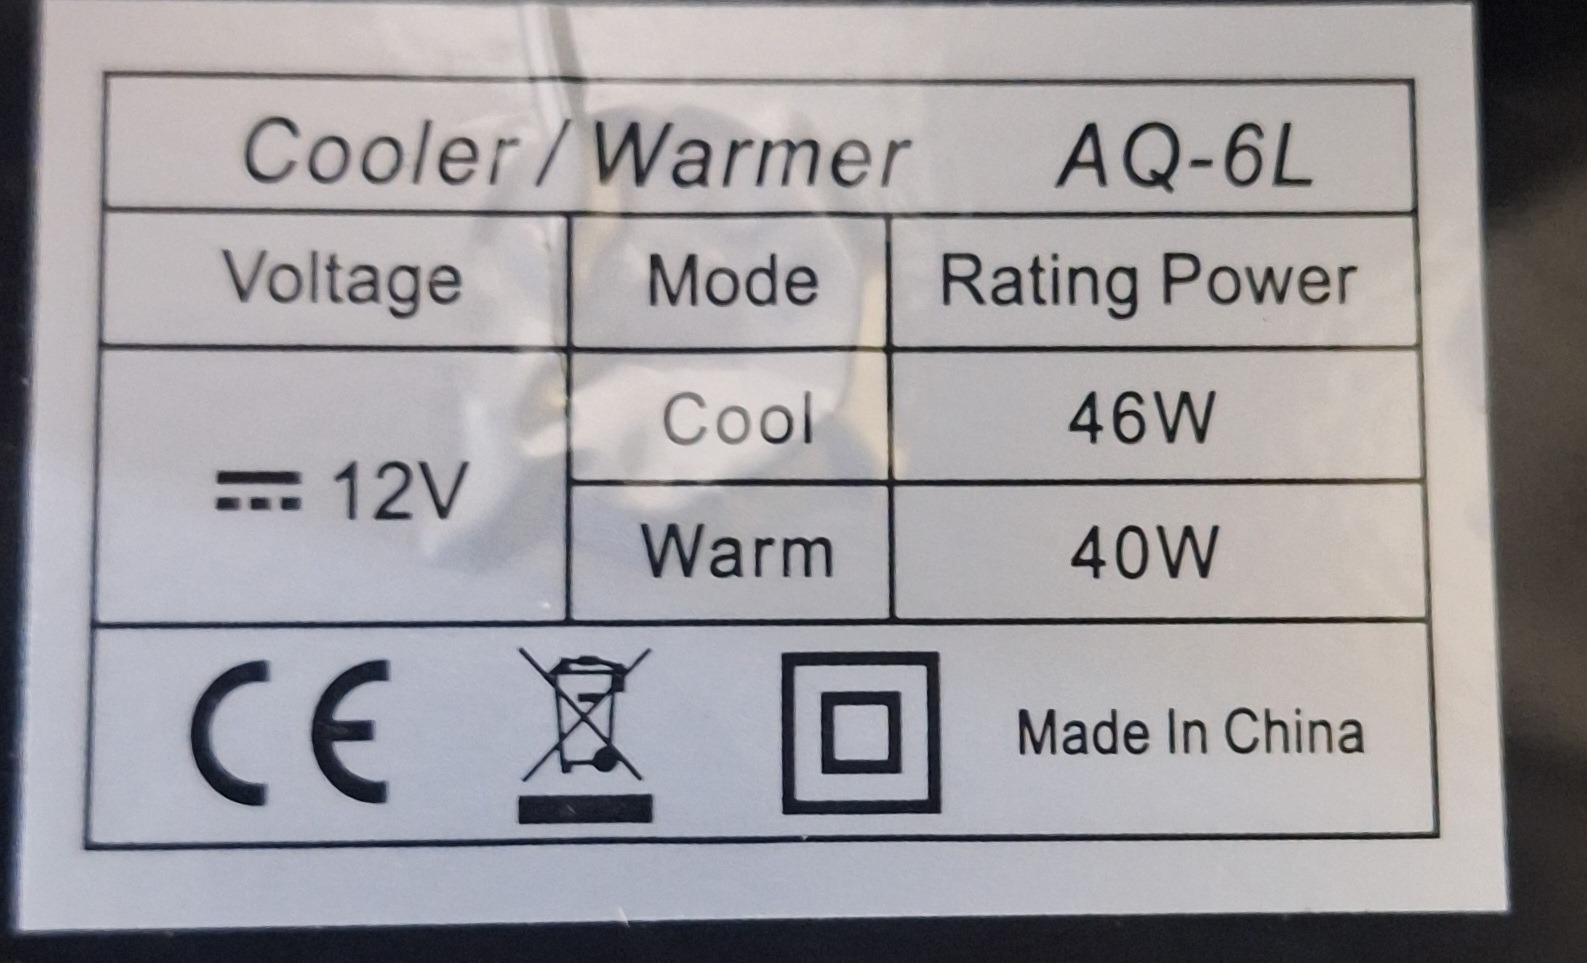 Cooler / Warmer AQ-6L
Voltage Mode Rating Power
⎓ 12V
Cool 46W
Warm 40W
CE Made In China